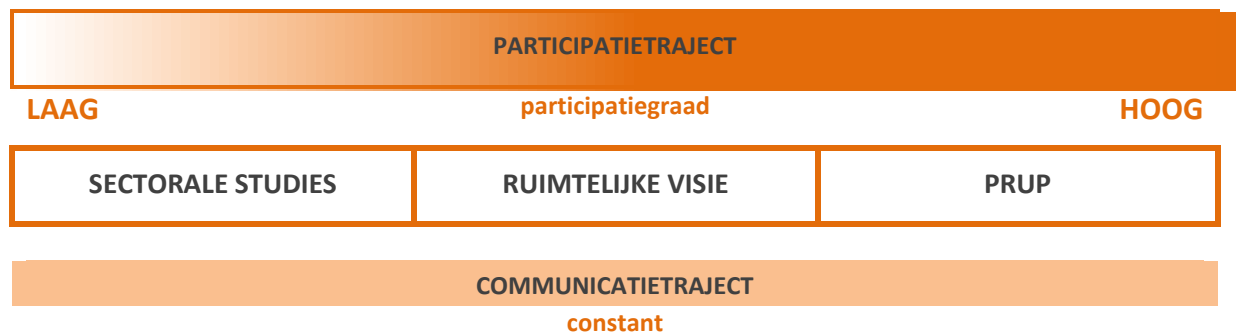 PARTICIPATIETRAJECT
LAAG participatiegraad HOOG
SECTORALE STUDIES RUIMTELIJKE VISIE PRUP
COMMUNICATIETRAJECT
constant